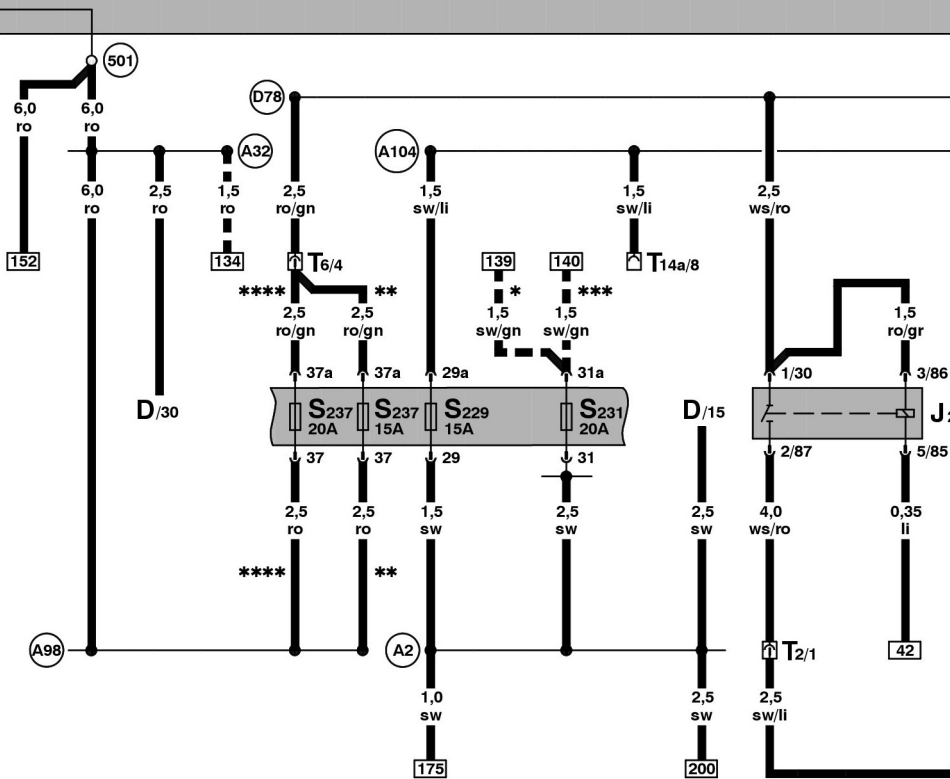 501
D78
6,0 6,0
ro ro
A32
A104
6,0 2,5 1,5 2,5 1,5 1,5 2,5
ro ro ro ro/gn sw/li sw/li ws/ro
152 134 T6/4 139 140 T14a/8
**** ** * ***
2,5 2,5 1,5 1,5 1,5
ro/gn ro/gn sw/gn sw/gn ro/gr
37a 37a 29a 31a 1/30 3/86
D/30 S237 S237 S229 S231 D/15 J
20A 15A 15A 20A
37 37 29 31 2/87 5/85
2,5 2,5 1,5 2,5 2,5 4,0 0,35
ro ro sw sw sw ws/ro li
**** **
A98 A2 T2/1 42
1,0 2,5 2,5
sw sw sw/li
175 200